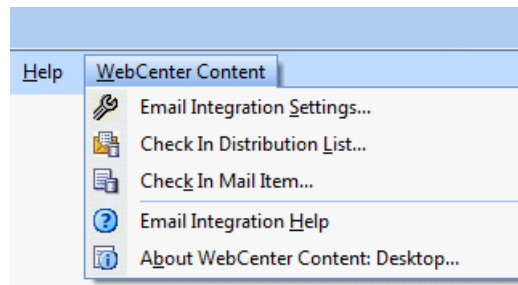 Help WebCenter Content
Email Integration Settings...
Check In Distribution List...
Check In Mail Item...
Email Integration Help
About WebCenter Content: Desktop...